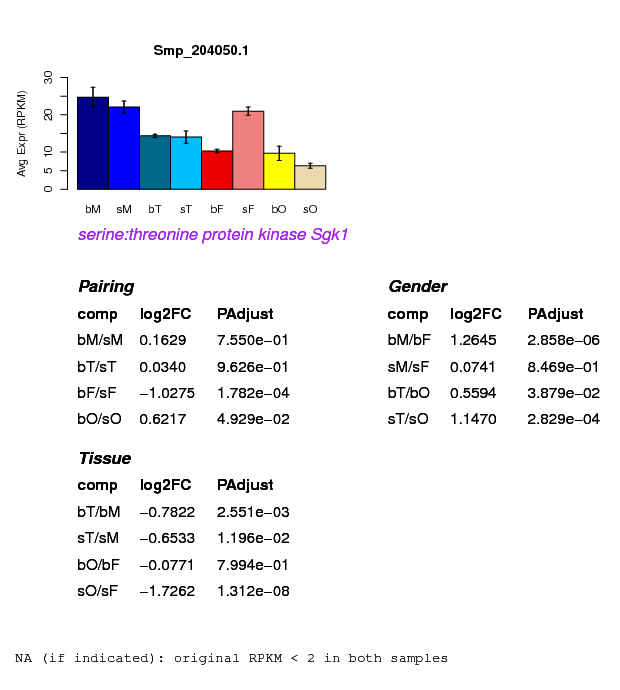 Smp_204050.1
Avg Expr (RPKM)
30
20
10
5
0
bM sM bT sT bF sF bO sO
serine:threonine protein kinase Sgk1
Pairing
comp log2FC PAdjust
bM/sM 0.1629 7.550e−01
bT/sT 0.0340 9.626e−01
bF/sF −1.0275 1.782e−04
bO/sO 0.6217 4.929e−02
Gender
comp log2FC PAdjust
bM/bF 1.2645 2.858e−06
sM/sF 0.0741 8.469e−01
bT/bO 0.5594 3.879e−02
sT/sO 1.1470 2.829e−04
Tissue
comp log2FC PAdjust
bT/bM −0.7822 2.551e−03
sT/sM −0.6533 1.196e−02
bO/bF −0.0771 7.994e−01
sO/sF −1.7262 1.312e−08
NA (if indicated): original RPKM < 2 in both samples